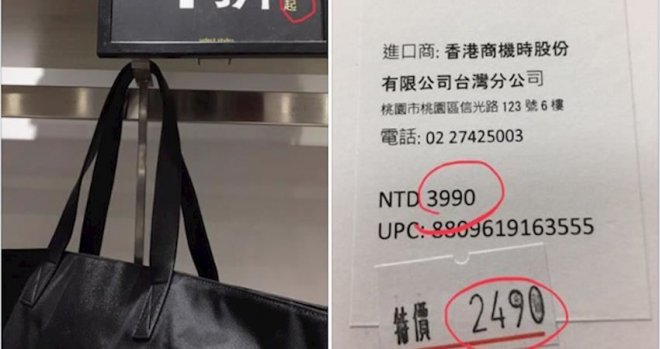 起
select styles
進口商: 香港商機時股份
有限公司台灣分公司
桃園市桃園區信光路 123 號 6 樓
電話: 02 27425003
NTD 3990
UPC: 8809619163555
特價 2490